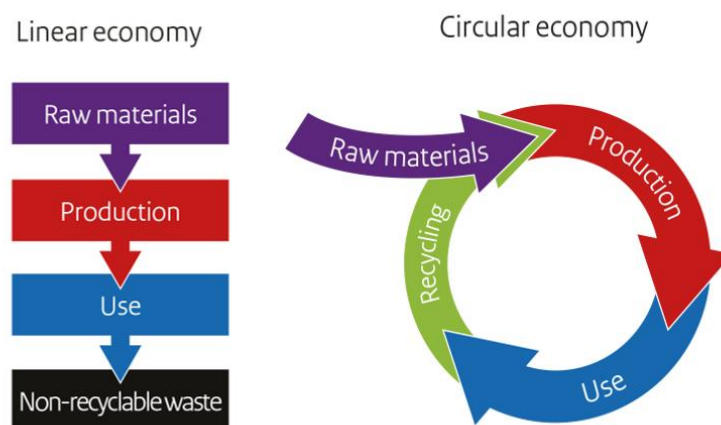 Linear economy
Raw materials
Production
Use
Non-recyclable waste
Circular economy
Raw materials
Production
Use
Recycling